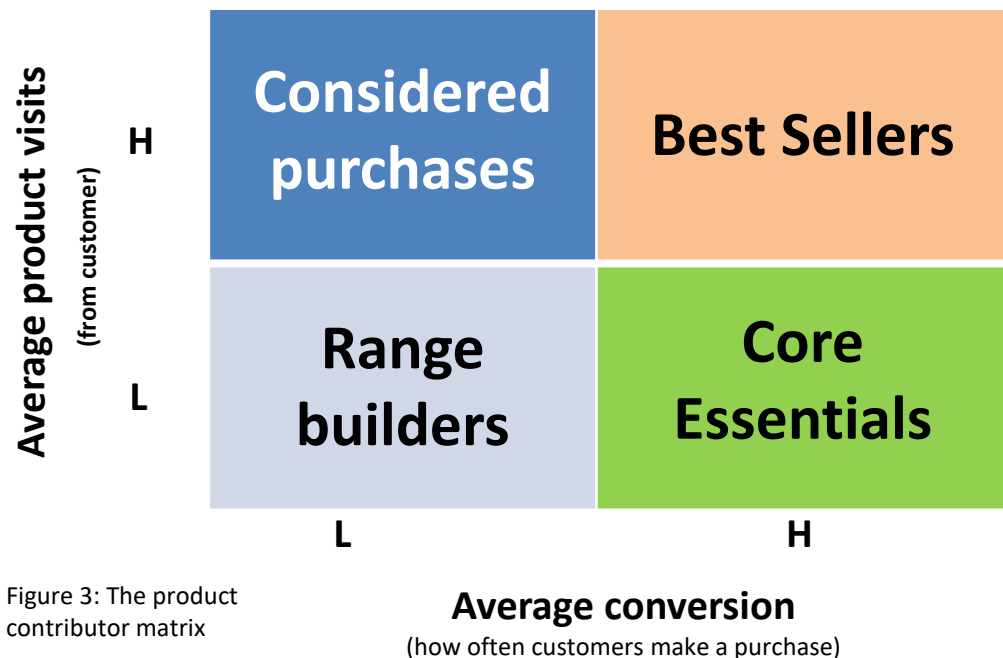 Average product visits
(from customer)
H
Considered
purchases
Best Sellers
L
Range
builders
Core
Essentials
L
H
Figure 3: The product
contributor matrix
Average conversion
(how often customers make a purchase)